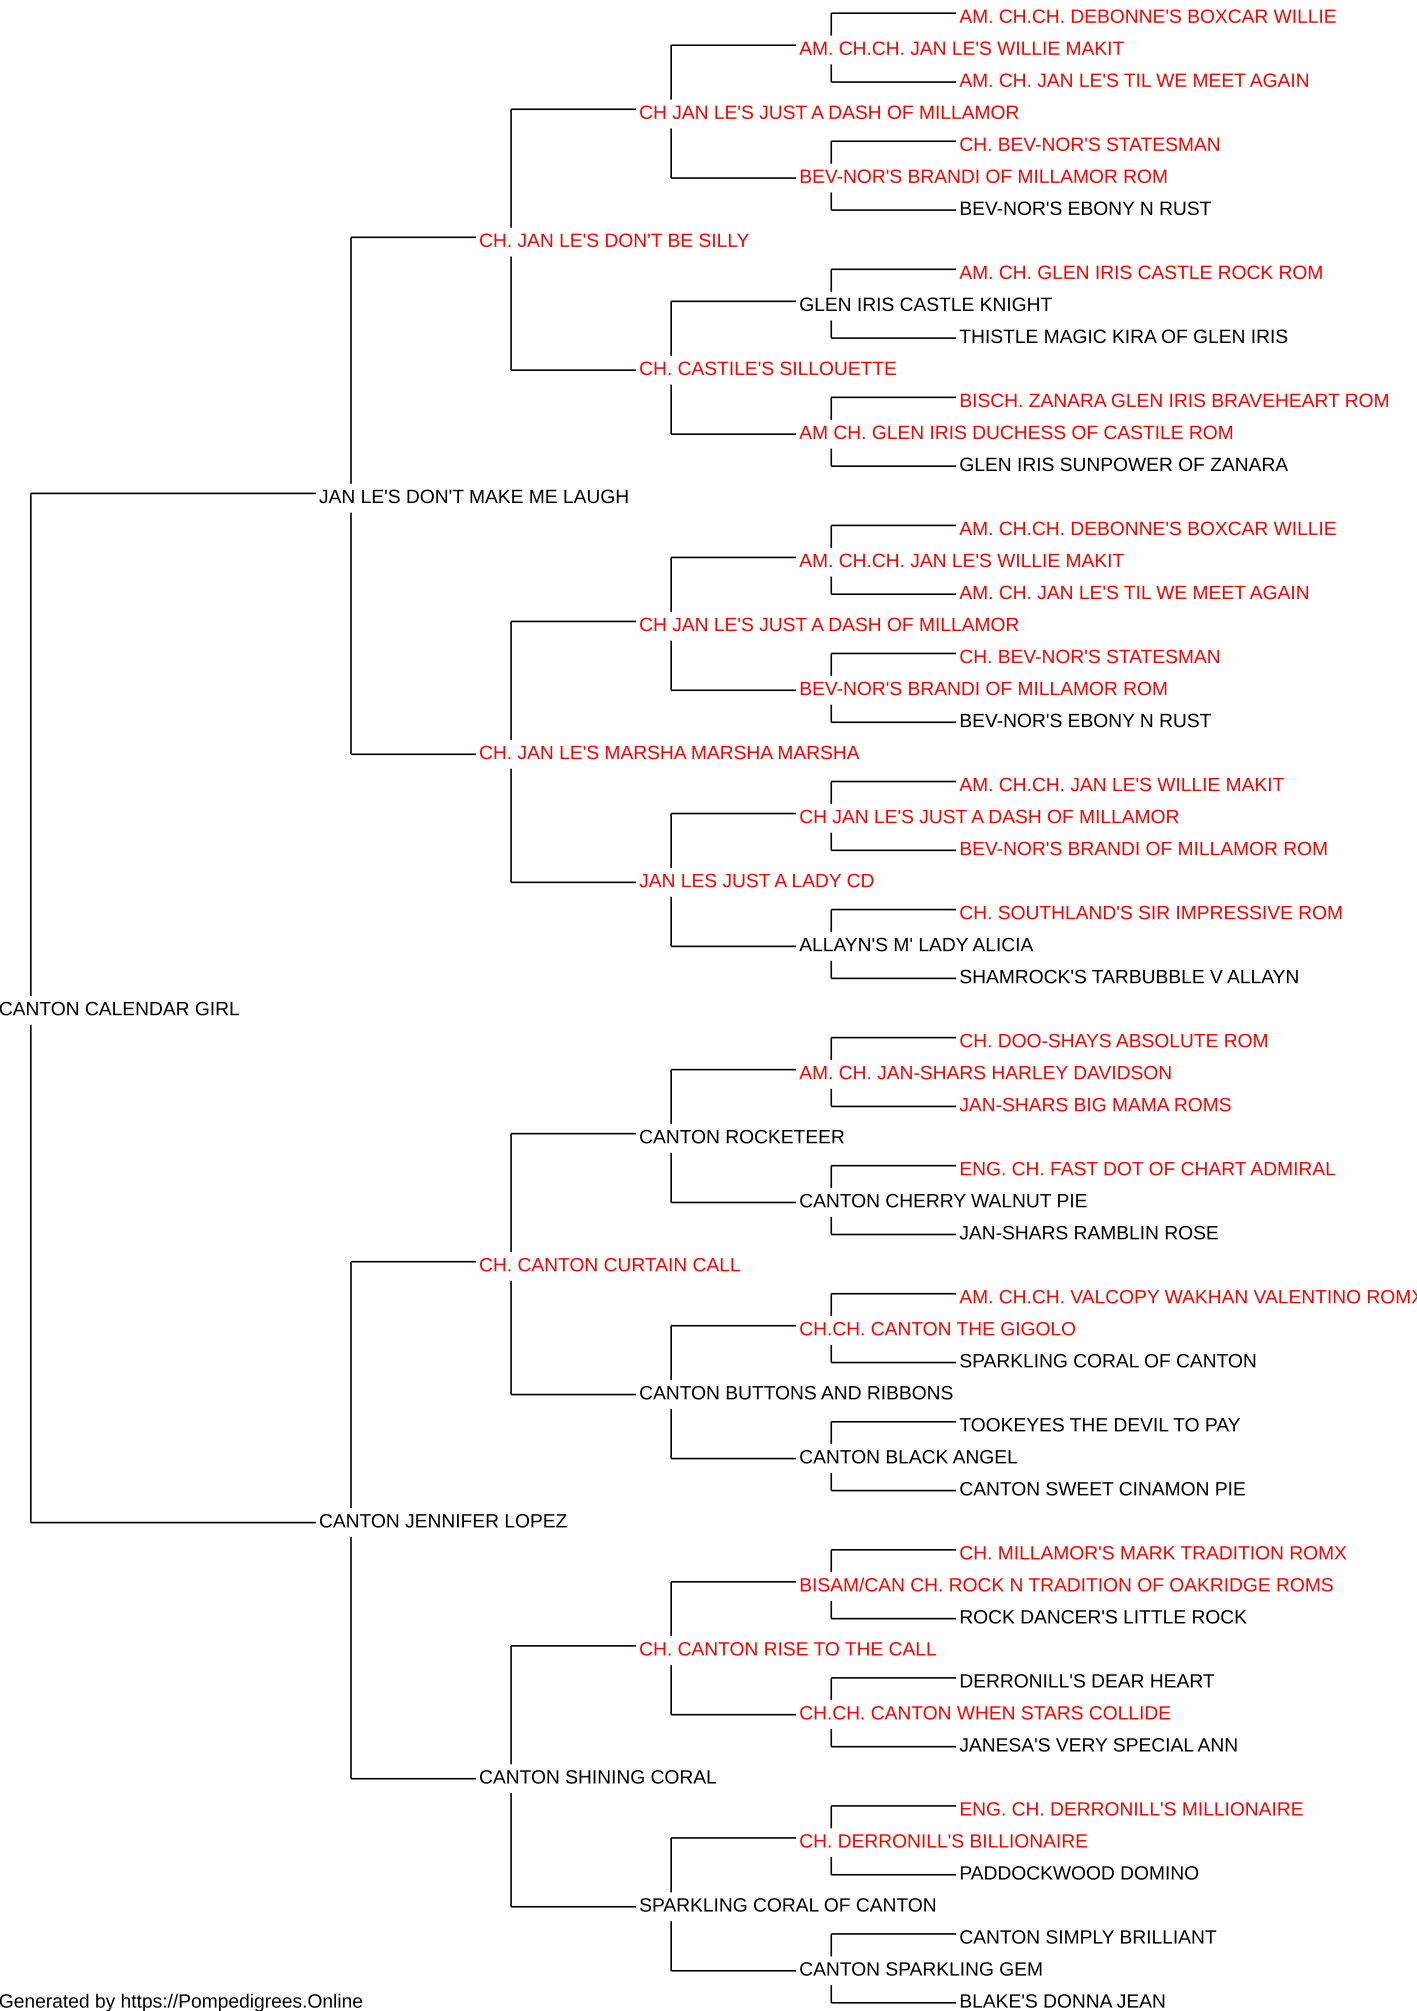 AM. CH.CH. DEBONNE'S BOXCAR WILLIE
AM. CH.CH. JAN LE'S WILLIE MAKIT
AM. CH. JAN LE'S TIL WE MEET AGAIN
CH JAN LE'S JUST A DASH OF MILLAMOR
CH. BEV-NOR'S STATESMAN
BEV-NOR'S BRANDI OF MILLAMOR ROM
BEV-NOR'S EBONY N RUST
CH. JAN LE'S DON'T BE SILLY
AM. CH. GLEN IRIS CASTLE ROCK ROM
GLEN IRIS CASTLE KNIGHT
THISTLE MAGIC KIRA OF GLEN IRIS
CH. CASTILE'S SILLOUETTE
BISCH. ZANARA GLEN IRIS BRAVEHEART ROM
AM CH. GLEN IRIS DUCHESS OF CASTILE ROM
GLEN IRIS SUNPOWER OF ZANARA
JAN LE'S DON'T MAKE ME LAUGH
AM. CH.CH. DEBONNE'S BOXCAR WILLIE
AM. CH.CH. JAN LE'S WILLIE MAKIT
AM. CH. JAN LE'S TIL WE MEET AGAIN
CH JAN LE'S JUST A DASH OF MILLAMOR
CH. BEV-NOR'S STATESMAN
BEV-NOR'S BRANDI OF MILLAMOR ROM
BEV-NOR'S EBONY N RUST
CH. JAN LE'S MARSHA MARSHA MARSHA
AM. CH.CH. JAN LE'S WILLIE MAKIT
CH JAN LE'S JUST A DASH OF MILLAMOR
BEV-NOR'S BRANDI OF MILLAMOR ROM
JAN LES JUST A LADY CD
CH. SOUTHLAND'S SIR IMPRESSIVE ROM
ALLAYN'S M' LADY ALICIA
SHAMROCK'S TARBUBBLE V ALLAYN
CANTON CALENDAR GIRL
CH. DOO-SHAYS ABSOLUTE ROM
AM. CH. JAN-SHARS HARLEY DAVIDSON
JAN-SHARS BIG MAMA ROMS
CANTON ROCKETEER
ENG. CH. FAST DOT OF CHART ADMIRAL
CANTON CHERRY WALNUT PIE
JAN-SHARS RAMBLIN ROSE
CH. CANTON CURTAIN CALL
AM. CH.CH. VALCOPY WAKHAN VALENTINO ROMX
CH.CH. CANTON THE GIGOLO
SPARKLING CORAL OF CANTON
CANTON BUTTONS AND RIBBONS
TOOKEYES THE DEVIL TO PAY
CANTON BLACK ANGEL
CANTON SWEET CINAMON PIE
CANTON JENNIFER LOPEZ
CH. MILLAMOR'S MARK TRADITION ROMX
BISAM/CAN CH. ROCK N TRADITION OF OAKRIDGE ROMS
ROCK DANCER'S LITTLE ROCK
CH. CANTON RISE TO THE CALL
DERRONILL'S DEAR HEART
CH.CH. CANTON WHEN STARS COLLIDE
JANESA'S VERY SPECIAL ANN
CANTON SHINING CORAL
ENG. CH. DERRONILL'S MILLIONAIRE
CH. DERRONILL'S BILLIONAIRE
PADDOCKWOOD DOMINO
SPARKLING CORAL OF CANTON
CANTON SIMPLY BRILLIANT
CANTON SPARKLING GEM
BLAKE'S DONNA JEAN
Generated by https://Pompedigrees.Online